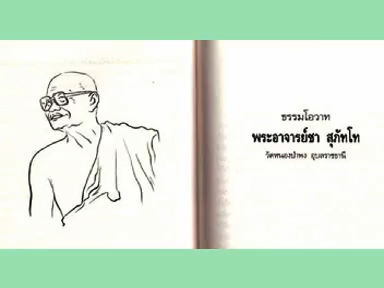 ธรรมโอวาท
พระอาจารย์ชา สุภัทโท
วัดหนองป่าพง อุบลราชธานี